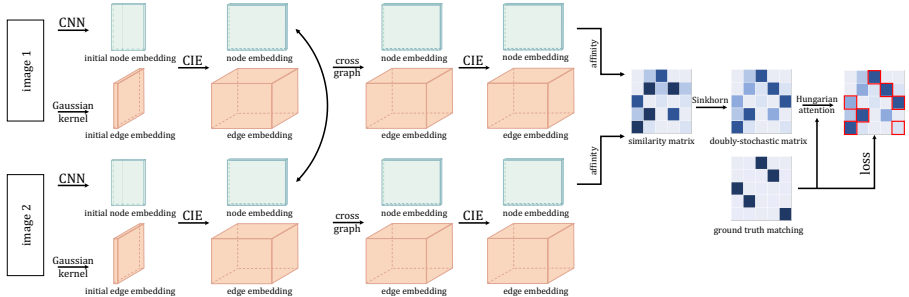 image 1
CNN
initial node embedding
Gaussian
kernel
initial edge embedding
CIE
node embedding
edge embedding
cross
graph
node embedding
edge embedding
CIE
node embedding
edge embedding
affinity
image 2
CNN
initial node embedding
Gaussian
kernel
initial edge embedding
CIE
node embedding
edge embedding
cross
graph
node embedding
edge embedding
CIE
node embedding
edge embedding
affinity
similarity matrix
Sinkhorn
doubly-stochastic matrix
Hungarian
attention
loss
ground truth matching